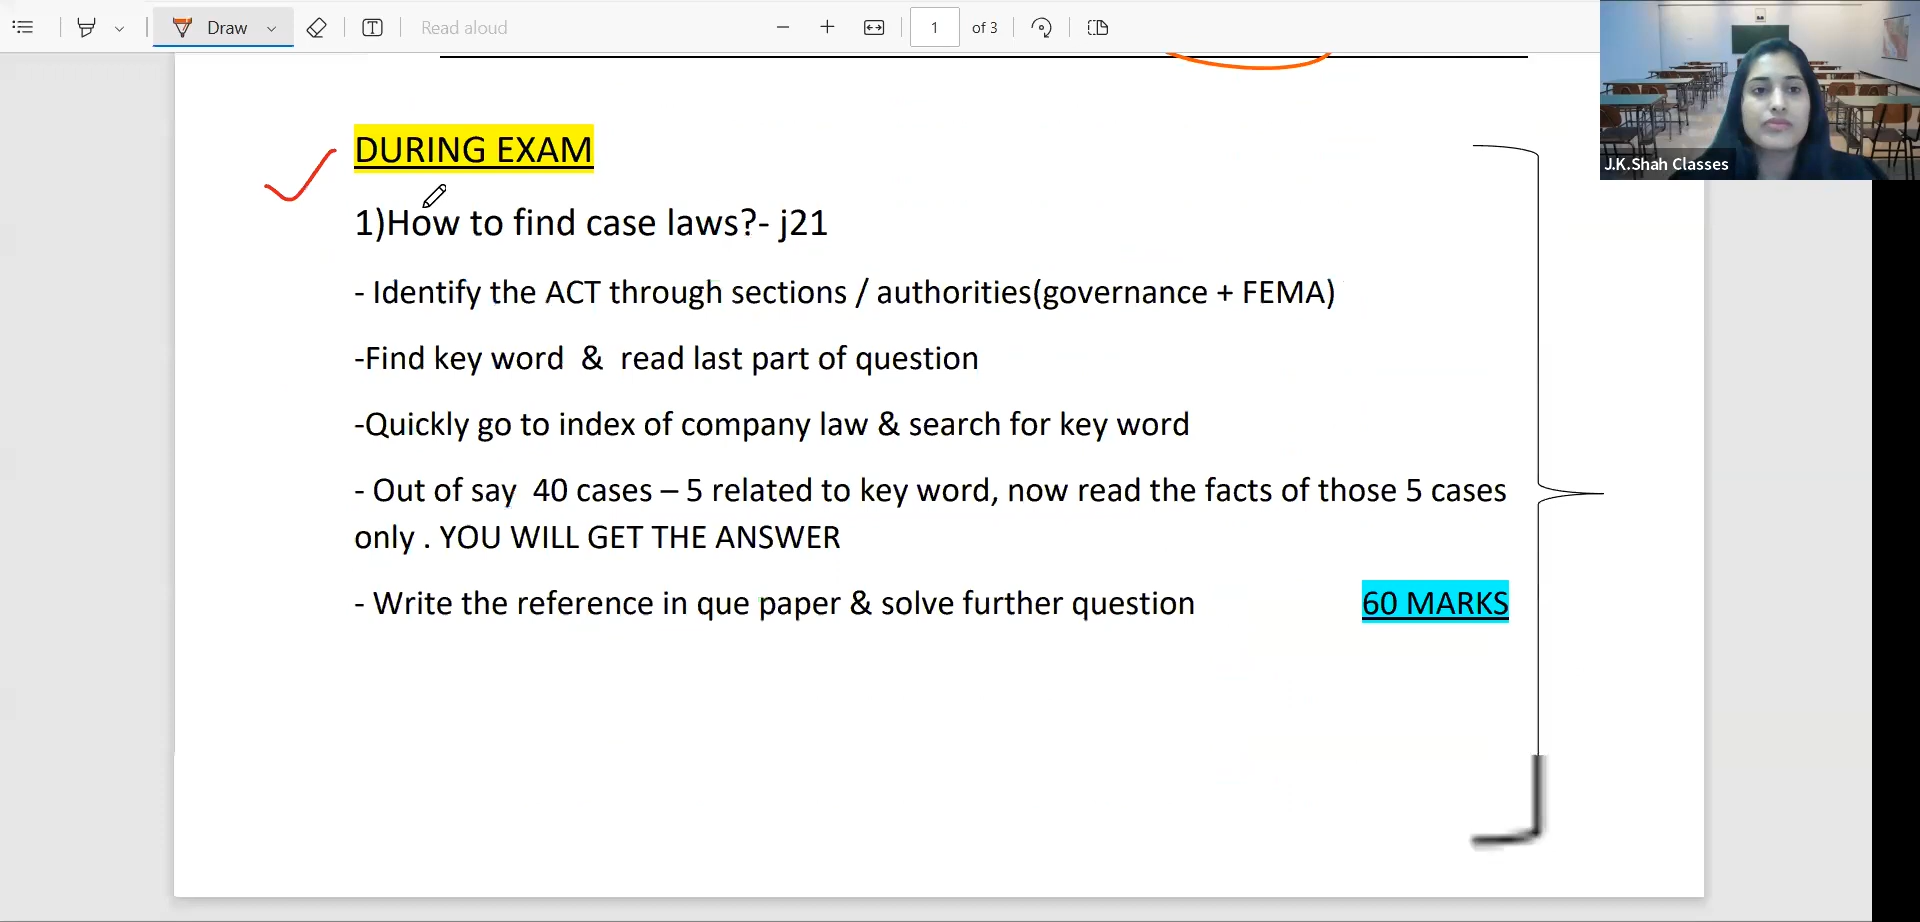 Draw
Read aloud
1
of 3
J.K.Shah Classes
DURING EXAM
1)How to find case laws?- j21
- Identify the ACT through sections / authorities(governance + FEMA)
-Find key word  &  read last part of question
-Quickly go to index of company law & search for key word
- Out of say  40 cases – 5 related to key word, now read the facts of those 5 cases
only . YOU WILL GET THE ANSWER
- Write the reference in que paper & solve further question
60 MARKS